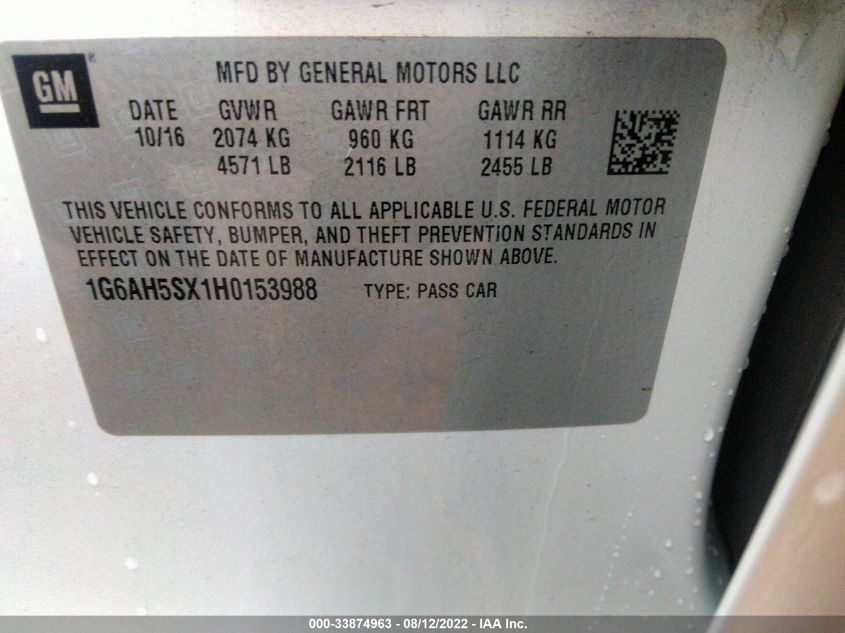 GM
MFD BY GENERAL MOTORS LLC
DATE GVWR GAWR FRT GAWR RR
10/16 2074 KG 960 KG 1114 KG
4571 LB 2116 LB 2455 LB
THIS VEHICLE CONFORMS TO ALL APPLICABLE U.S. FEDERAL MOTOR
VEHICLE SAFETY, BUMPER, AND THEFT PREVENTION STANDARDS IN
EFFECT ON THE DATE OF MANUFACTURE SHOWN ABOVE.
1G6AH5SX1H0153988 TYPE: PASS CAR
000-33874963 - 08/12/2022 - IAA Inc.